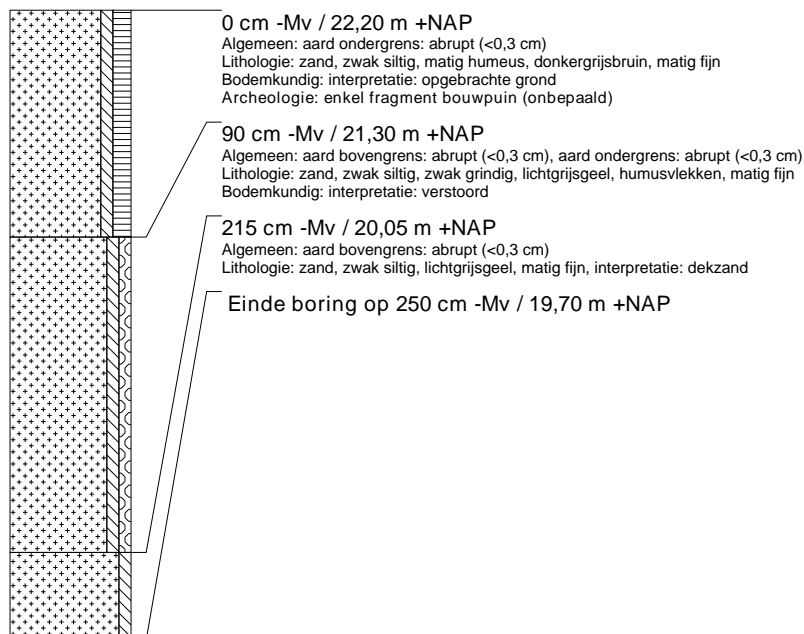 0 cm -Mv / 22,20 m +NAP
Algemeen: aard ondergrens: abrupt (<0,3 cm)
Lithologie: zand, zwak siltig, matig humeus, donkergrijsbruin, matig fijn
Bodemkundig: interpretatie: opgebrachte grond
Archeologie: enkel fragment bouwpuin (onbepaald)
90 cm -Mv / 21,30 m +NAP
Algemeen: aard bovengrens: abrupt (<0,3 cm), aard ondergrens: abrupt (<0,3 cm)
Lithologie: zand, zwak siltig, zwak grindig, lichtgrijsgeel, humusvlekken, matig fijn
Bodemkundig: interpretatie: verstoord
215 cm -Mv / 20,05 m +NAP
Algemeen: aard bovengrens: abrupt (<0,3 cm)
Lithologie: zand, zwak siltig, lichtgrijsgeel, matig fijn, interpretatie: dekzand
Einde boring op 250 cm -Mv / 19,70 m +NAP